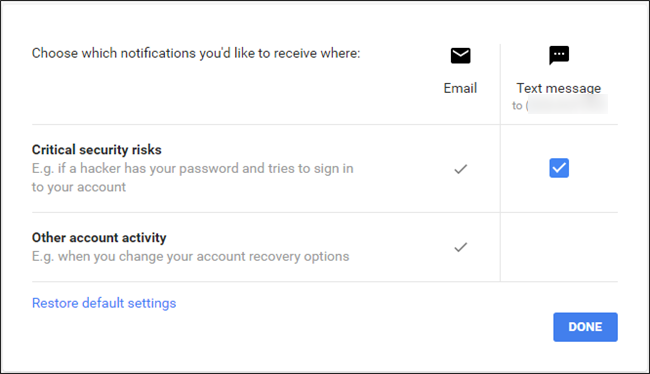 Choose which notifications you'd like to receive where:
Email
Text message
to (
Critical security risks
E.g. if a hacker has your password and tries to sign in
to your account
Other account activity
E.g. when you change your account recovery options
Restore default settings
DONE